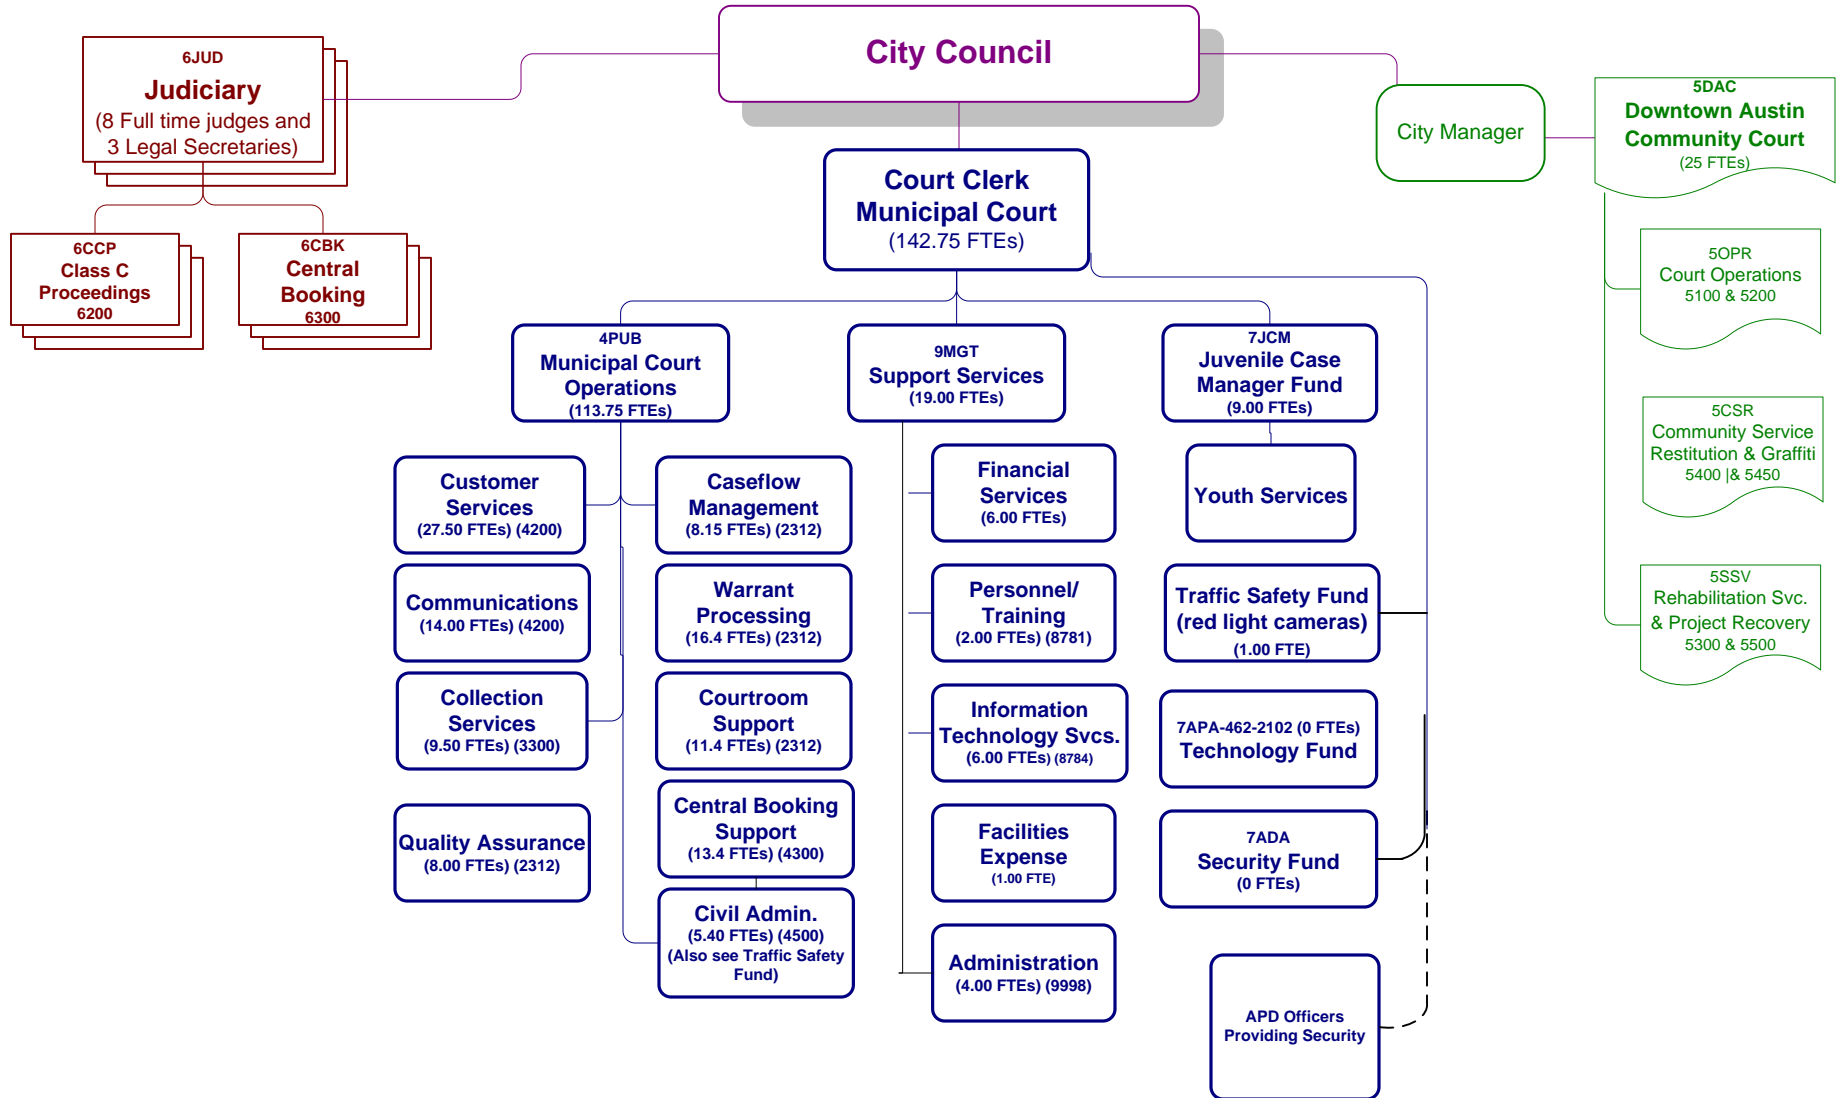 City Council
6JUD
Judiciary
(8 Full time judges and
3 Legal Secretaries)
6CCP
Class C
Proceedings
6200
6CBK
Central
Booking
6300
City Manager
5DAC
Downtown Austin
Community Court
(25 FTEs)
5OPR
Court Operations
5100 & 5200
5CSR
Community Service
Restitution & Graffiti
5400 |& 5450
5SSV
Rehabilitation Svc.
& Project Recovery
5300 & 5500
Court Clerk
Municipal Court
(142.75 FTEs)
4PUB
Municipal Court
Operations
(113.75 FTEs)
Customer
Services
(27.50 FTEs) (4200)
Communications
(14.00 FTEs) (4200)
Collection
Services
(9.50 FTEs) (3300)
Quality Assurance
(8.00 FTEs) (2312)
Caseflow
Management
(8.15 FTEs) (2312)
Warrant
Processing
(16.4 FTEs) (2312)
Courtroom
Support
(11.4 FTEs) (2312)
Central Booking
Support
(13.4 FTEs) (4300)
Civil Admin.
(5.40 FTEs) (4500)
(Also see Traffic Safety
Fund)
9MGT
Support Services
(19.00 FTEs)
Financial
Services
(6.00 FTEs)
Personnel/
Training
(2.00 FTEs) (8781)
Information
Technology Svcs.
(6.00 FTEs) (8784)
Facilities
Expense
(1.00 FTE)
Administration
(4.00 FTEs) (9998)
7JCM
Juvenile Case
Manager Fund
(9.00 FTEs)
Youth Services
Traffic Safety Fund
(red light cameras)
(1.00 FTE)
7APA-462-2102 (0 FTEs)
Technology Fund
7ADA
Security Fund
(0 FTEs)
APD Officers
Providing Security